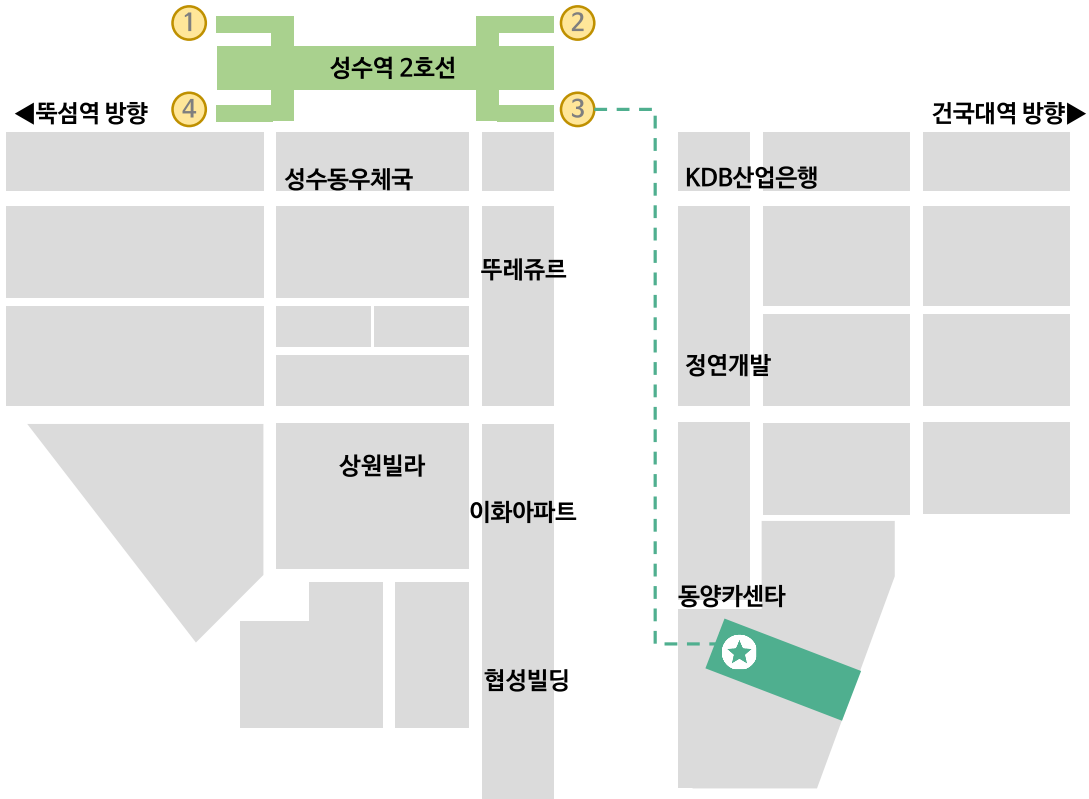 1
2
성수역 2호선
◀뚝섬역 방향
4
3
건국대역 방향▶
성수동우체국
KDB산업은행
뚜레쥬르
정연개발
상원빌라
이화아파트
동양카센타
협성빌딩